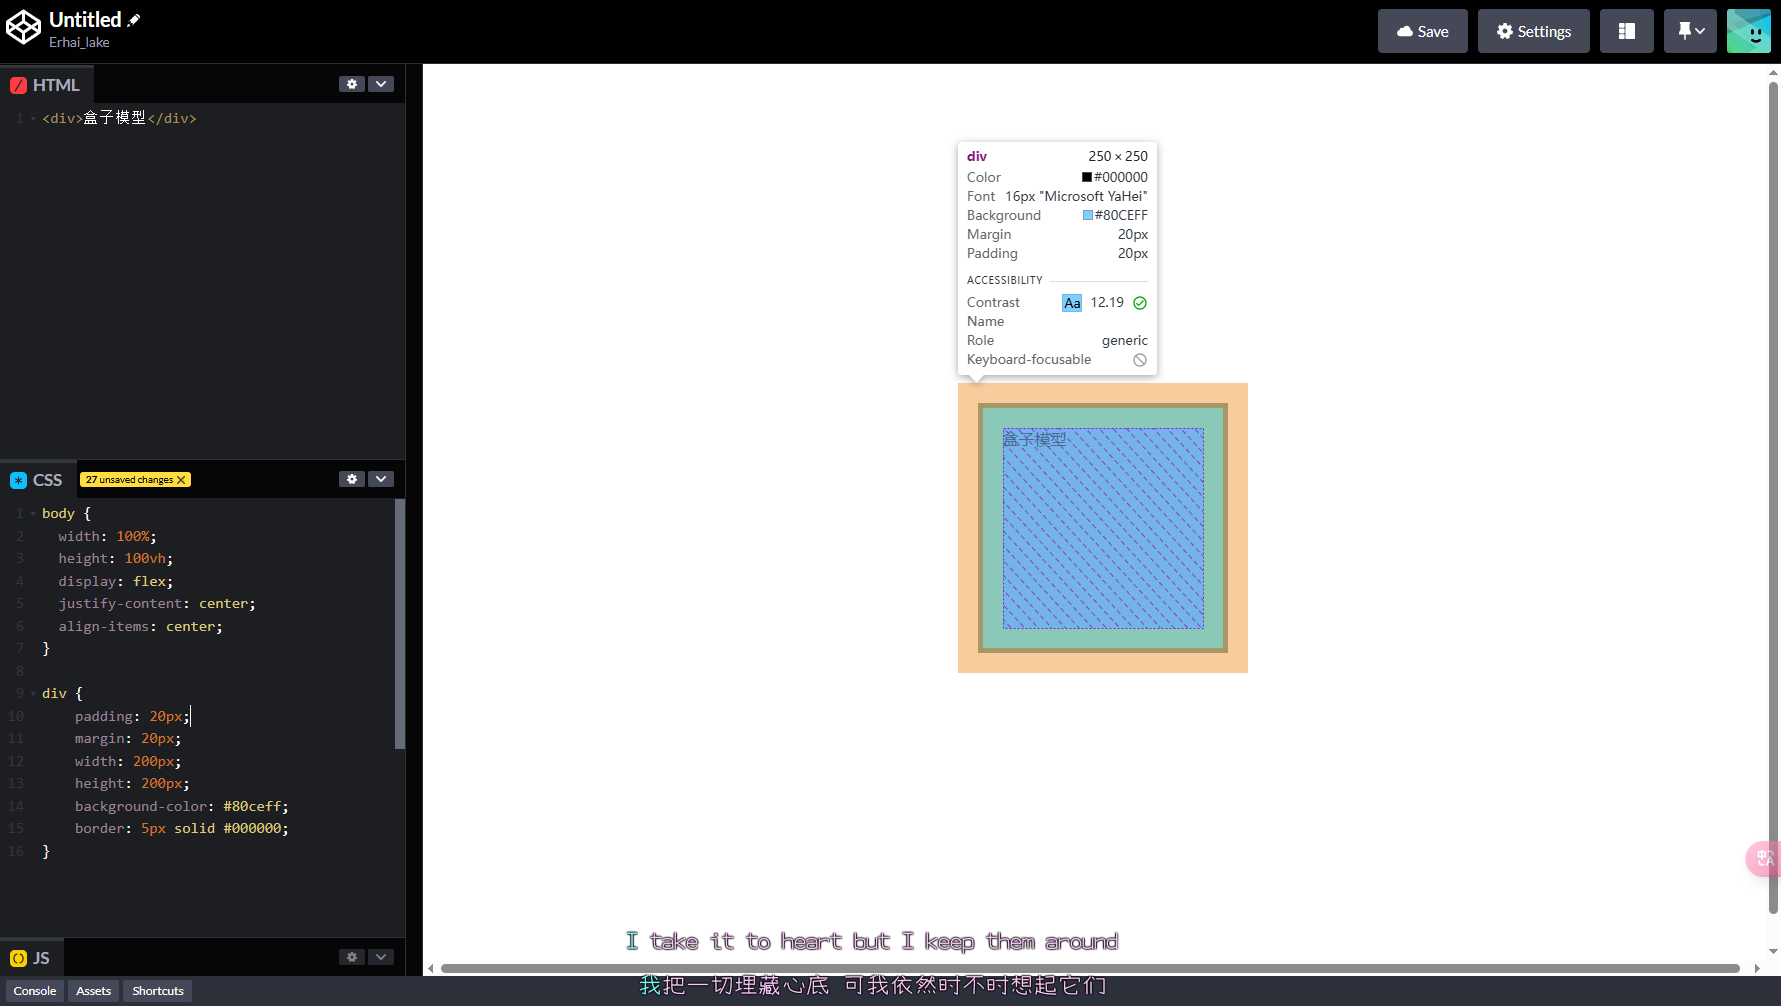 Untitled
Erhai_lake
Save
Settings
HTML
1 <div>盒子模型</div>
CSS
27 unsaved changes
1 body {
2 width: 100%;
3 height: 100vh;
4 display: flex;
5 justify-content: center;
6 align-items: center;
7 }
8
9 div {
10 padding: 20px;
11 margin: 20px;
12 width: 200px;
13 height: 200px;
14 background-color: #80ceff;
15 border: 5px solid #000000;
16 }
JS
Console Assets Shortcuts
div 250 × 250
Color #000000
Font 16px "Microsoft YaHei"
Background #80CEFF
Margin 20px
Padding 20px
ACCESSIBILITY
Contrast Aa 12.19
Name
Role generic
Keyboard-focusable
盒子模型
I take it to heart but I keep them around
我把一切埋藏心底 可我依然时不时想起它们